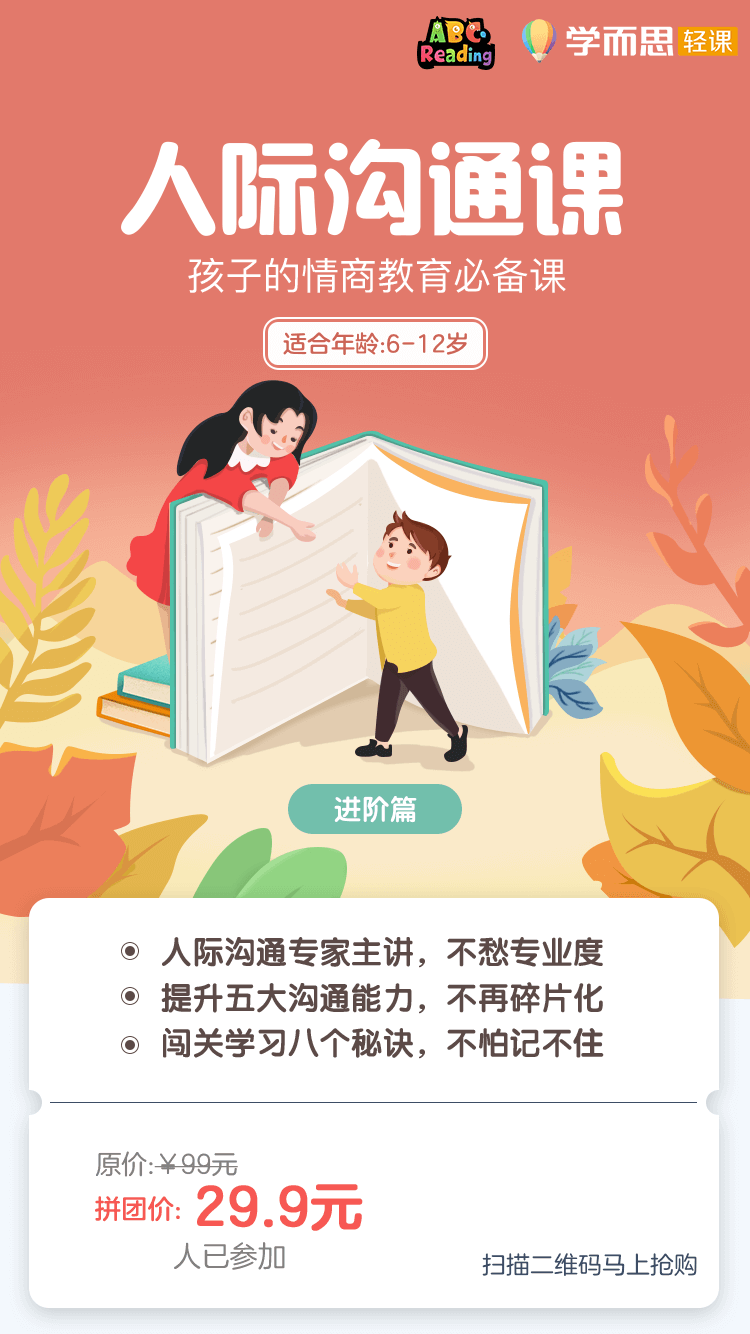 ABC
Reading
学而思 轻课
人际沟通课
孩子的情商教育必备课
适合年龄:6-12岁
进阶篇
人际沟通专家主讲，不愁专业度
提升五大沟通能力，不再碎片化
闯关学习八个秘诀，不怕记不住
原价:￥99元
拼团价: 29.9元
人已参加
扫描二维码马上抢购